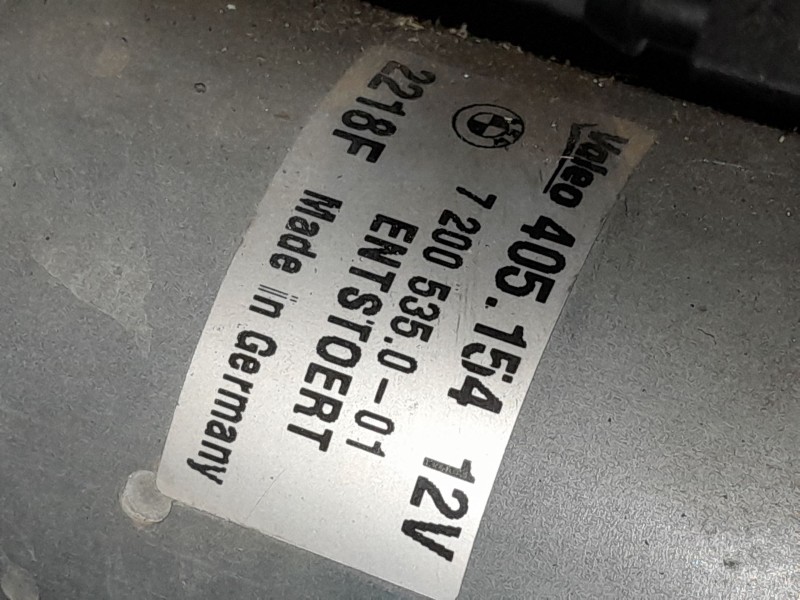 Valeo 405.154 12V
7 200 535.0-01
ENTSTOERT
2218F Made in Germany